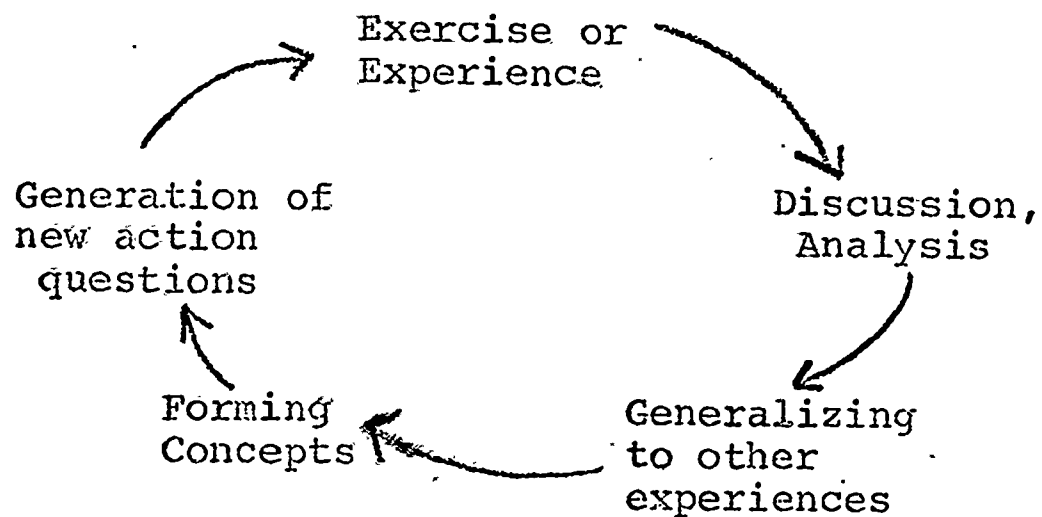 Exercise or
Experience
Discussion,
Analysis
Generalizing
to other
experiences
Forming
Concepts
Generation of
new action
questions